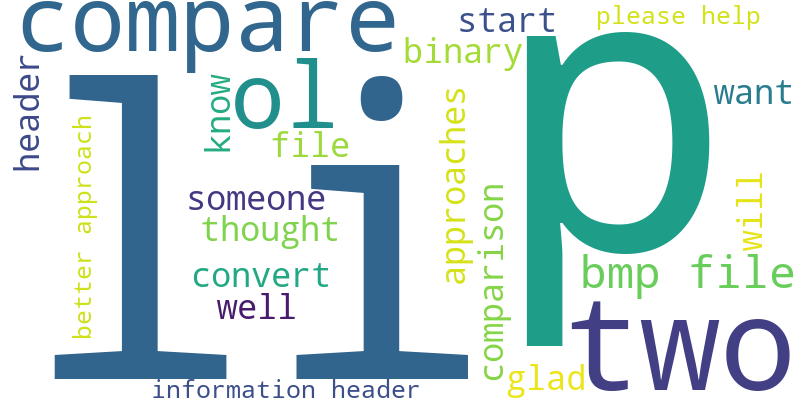 compare
start
please help
binary
header
know
ol
want
file
li
p
better approach
someone
thought
approaches
will
convert
comparison
bmp file
well
two
glad
information header